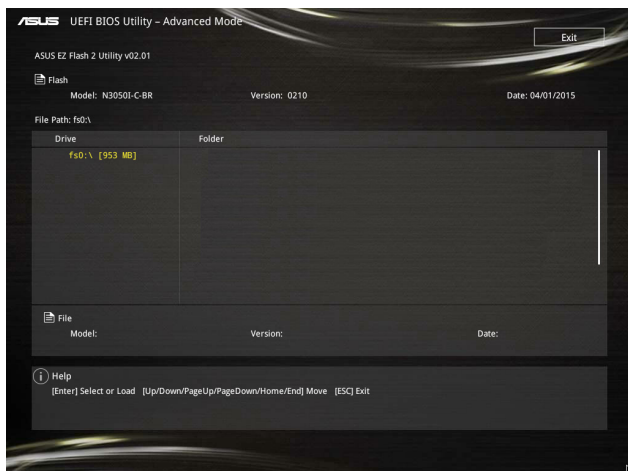 ASUS UEFI BIOS Utility – Advanced Mode
Exit
ASUS EZ Flash 2 Utility v02.01
Flash
Model: N3050I-C-BR Version: 0210 Date: 04/01/2015
File Path: fs0:\
Drive Folder
fs0:\ [953 MB]
File
Model: Version: Date:
Help
[Enter] Select or Load [Up/Down/PageUp/PageDown/Home/End] Move [ESC] Exit